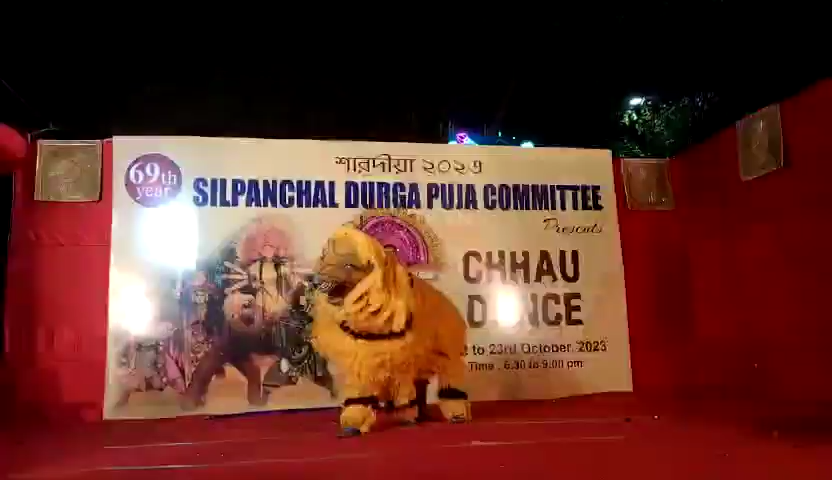 শারদীয়া ২০২৩
69th
year
SILPANCHAL DURGA PUJA COMMITTEE
Presents
CHHAU
DANCE
to 23rd October, 2023
Time : 6.30 to 9.00 pm